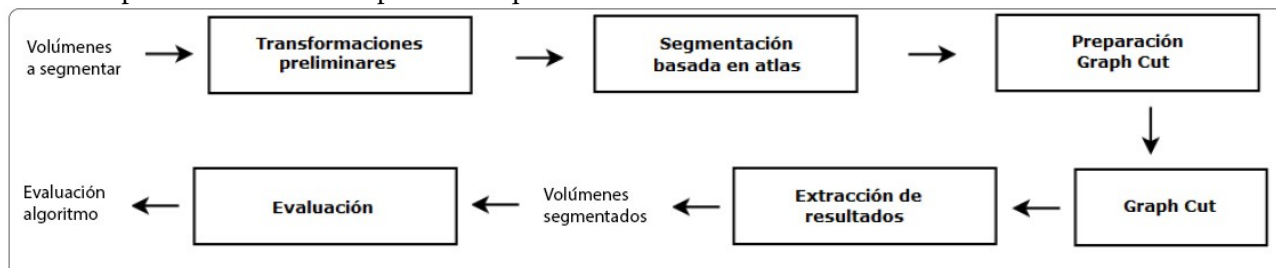 Volúmenes
a segmentar
Transformaciones
preliminares
Segmentación
basada en atlas
Preparación
Graph Cut
Graph Cut
Extracción de
resultados
Volúmenes
segmentados
Evaluación
Evaluación
algoritmo